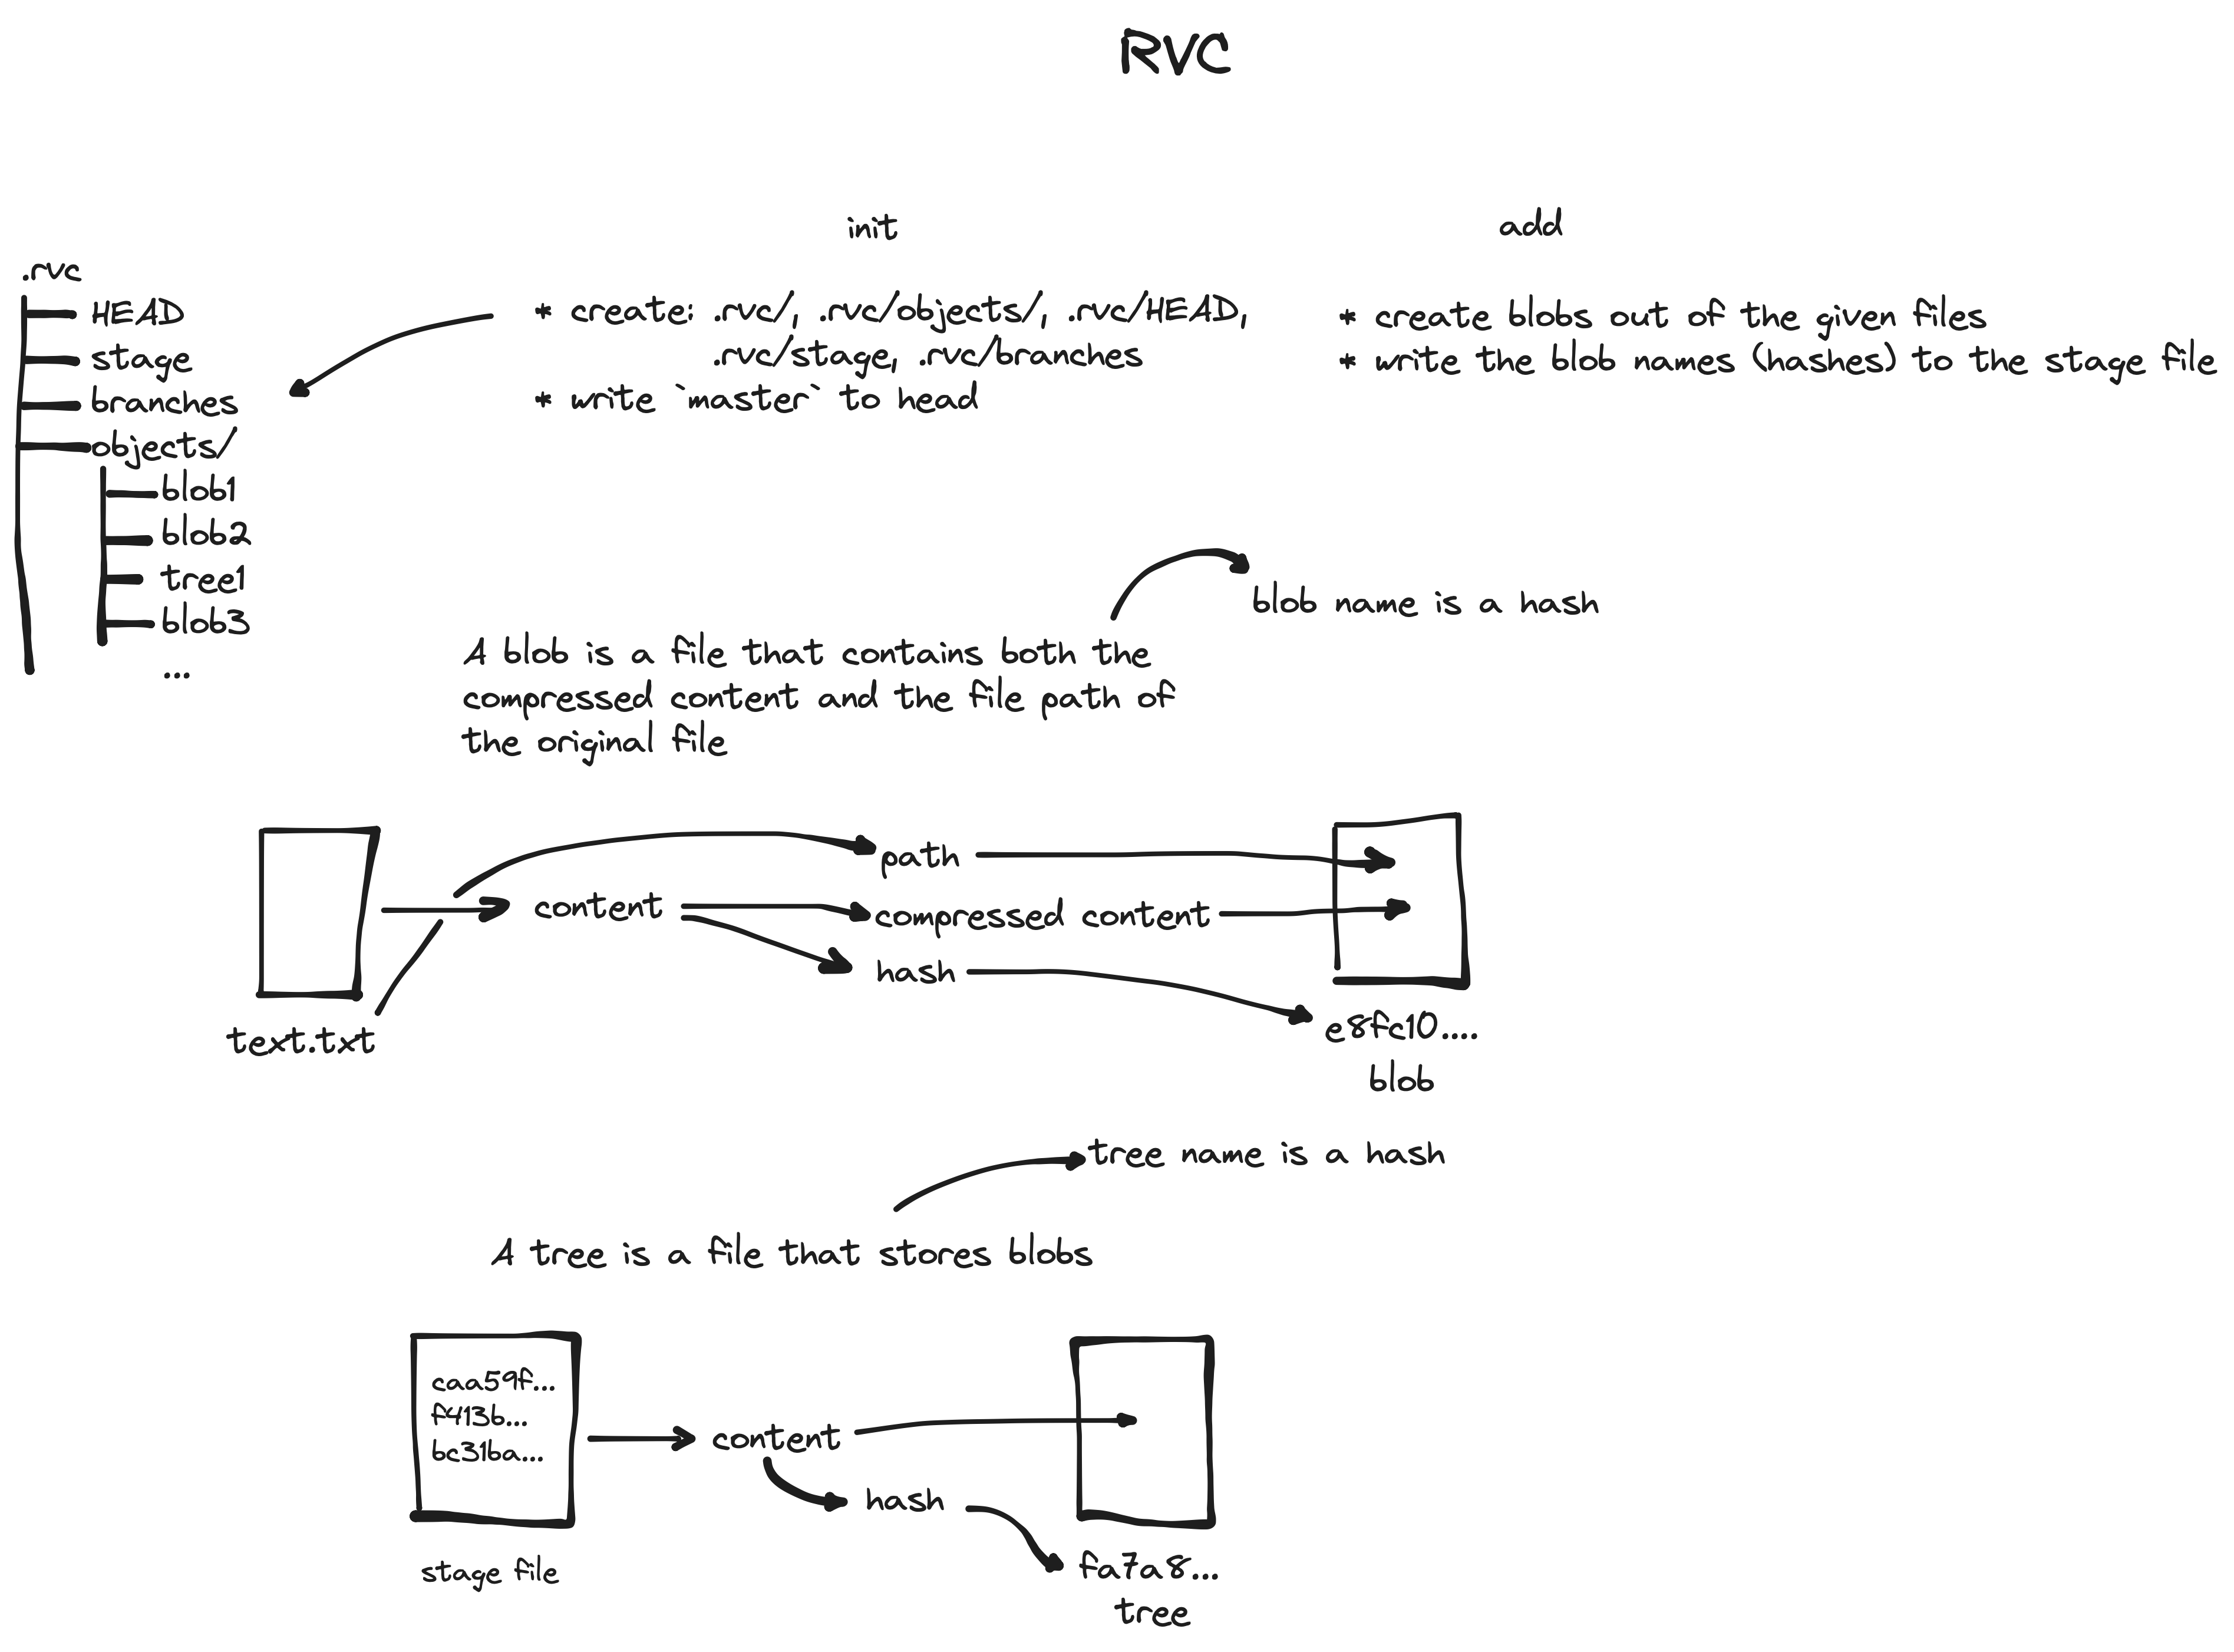 RVC
init
add
.rvc
HEAD
stage
branches
objects/
blob1
blob2
tree1
blob3
...
* create: .rvc/, .rvc/objects/, .rvc/HEAD,
.rvc/stage, .rvc/branches
* write `master` to head
* create blobs out of the given files
* write the blob names (hashes) to the stage file
blob name is a hash
A blob is a file that contains both the
compressed content and the file path of
the original file
path
content
compressed content
hash
text.txt
e8fc10....
blob
tree name is a hash
A tree is a file that stores blobs
caa59f...
f413b...
bc31ba...
content
hash
stage file
fa7a8...
tree